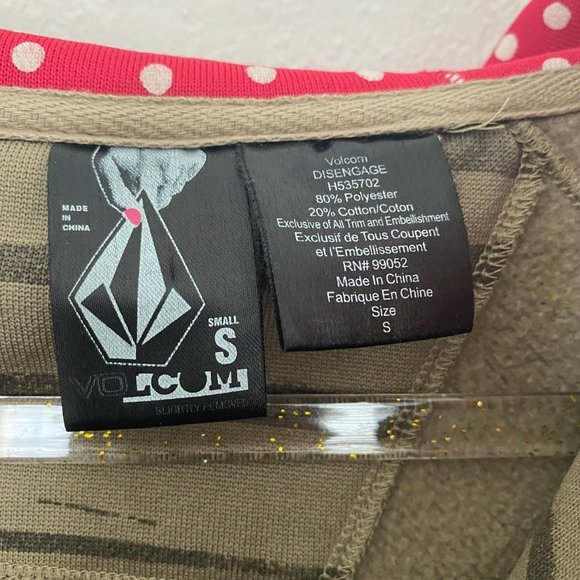 MADE
IN
CHINA
SMALL
S
VOLCOM
SLIGHTLY REMOVED
Volcom
DISENGAGE
H535702
80% Polyester
20% Cotton/Coton
Exclusive of All Trim and Embellishment
Exclusif de Tous Coupent
et l'Embellissement
RN# 99052
Made In China
Fabrique En Chine
Size
S